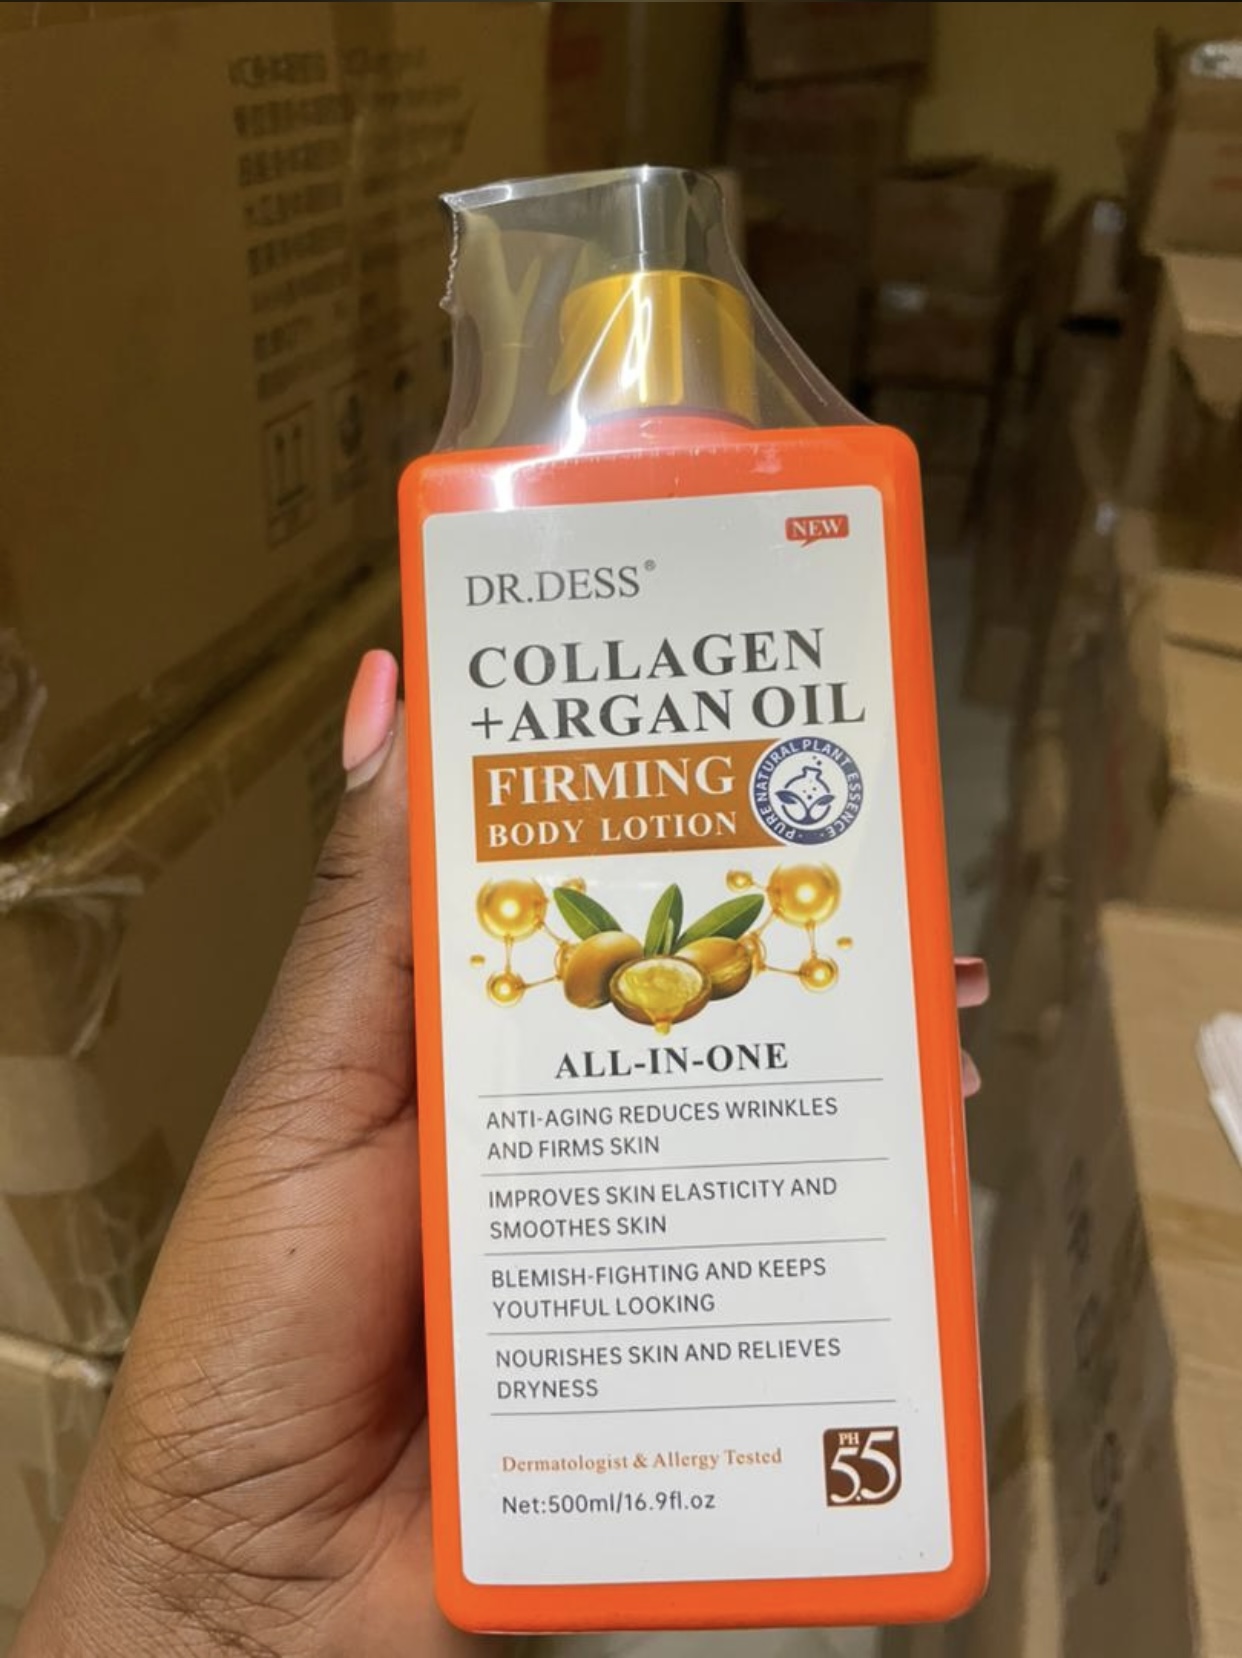 NEW
DR.DESS®
COLLAGEN
+ARGAN OIL
FIRMING
BODY LOTION
PURE NATURAL PLANT ESSENCE
ALL-IN-ONE
ANTI-AGING REDUCES WRINKLES
AND FIRMS SKIN
IMPROVES SKIN ELASTICITY AND
SMOOTHES SKIN
BLEMISH-FIGHTING AND KEEPS
YOUTHFUL LOOKING
NOURISHES SKIN AND RELIEVES
DRYNESS
Dermatologist & Allergy Tested
Net:500ml/16.9fl.oz
PH
5.5